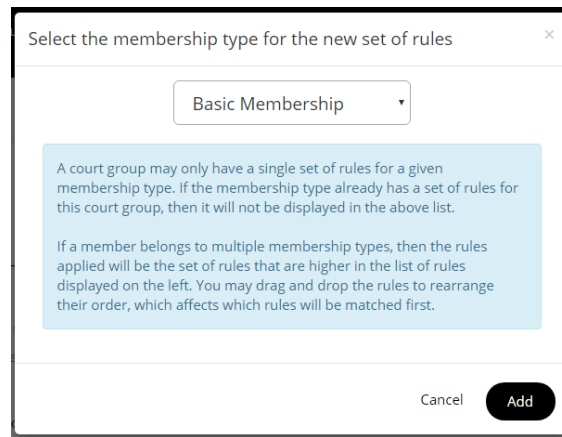 Select the membership type for the new set of rules
×
Basic Membership
A court group may only have a single set of rules for a given
membership type. If the membership type already has a set of rules for
this court group, then it will not be displayed in the above list.
If a member belongs to multiple membership types, then the rules
applied will be the set of rules that are higher in the list of rules
displayed on the left. You may drag and drop the rules to rearrange
their order, which affects which rules will be matched first.
Cancel
Add